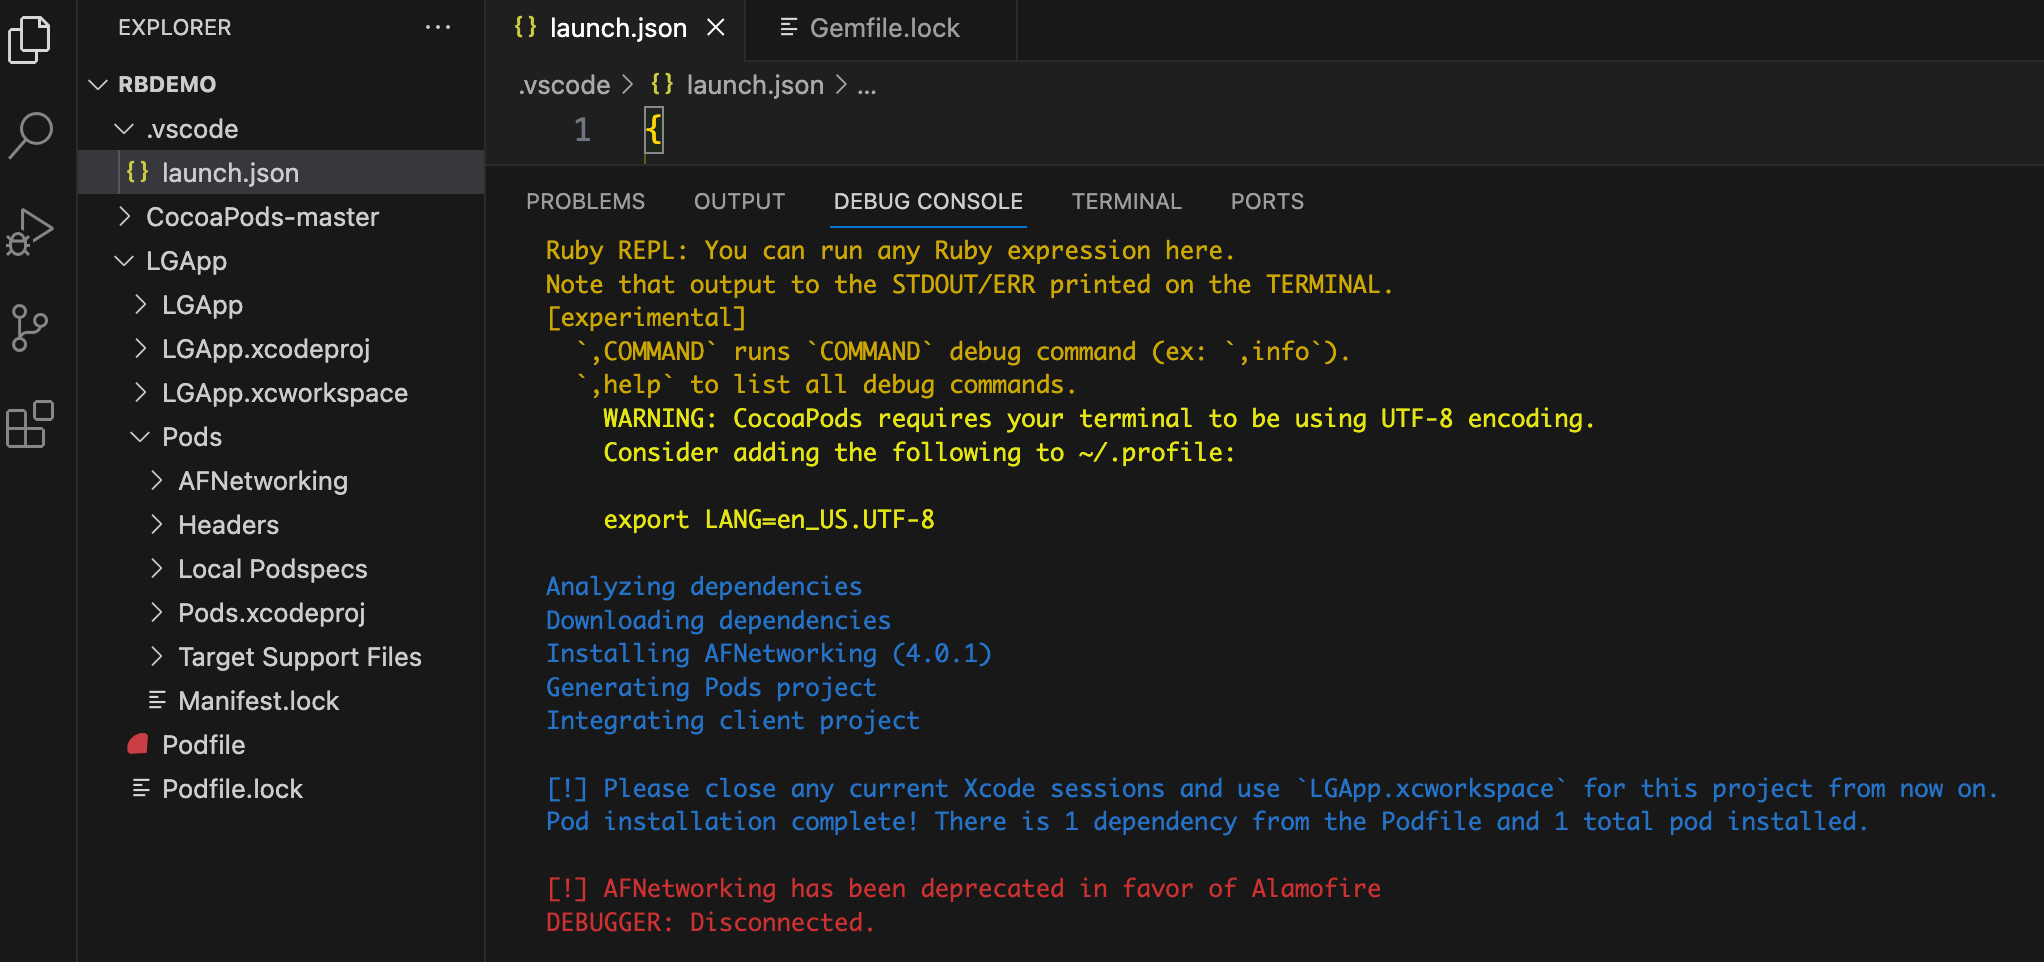 EXPLORER ...
RBDEMO
.vscode
{} launch.json
CocoaPods-master
LGApp
LGApp
LGApp.xcodeproj
LGApp.xcworkspace
Pods
AFNetworking
Headers
Local Podspecs
Pods.xcodeproj
Target Support Files
Manifest.lock
Podfile
Podfile.lock
{} launch.json Gemfile.lock
.vscode > {} launch.json > ...
1 {
PROBLEMS OUTPUT DEBUG CONSOLE TERMINAL PORTS
Ruby REPL: You can run any Ruby expression here.
Note that output to the STDOUT/ERR printed on the TERMINAL.
[experimental]
`,COMMAND` runs `COMMAND` debug command (ex: `,info`).
`,help` to list all debug commands.
WARNING: CocoaPods requires your terminal to be using UTF-8 encoding.
Consider adding the following to ~/.profile:
export LANG=en_US.UTF-8
Analyzing dependencies
Downloading dependencies
Installing AFNetworking (4.0.1)
Generating Pods project
Integrating client project
[!] Please close any current Xcode sessions and use `LGApp.xcworkspace` for this project from now on.
Pod installation complete! There is 1 dependency from the Podfile and 1 total pod installed.
[!] AFNetworking has been deprecated in favor of Alamofire
DEBUGGER: Disconnected.